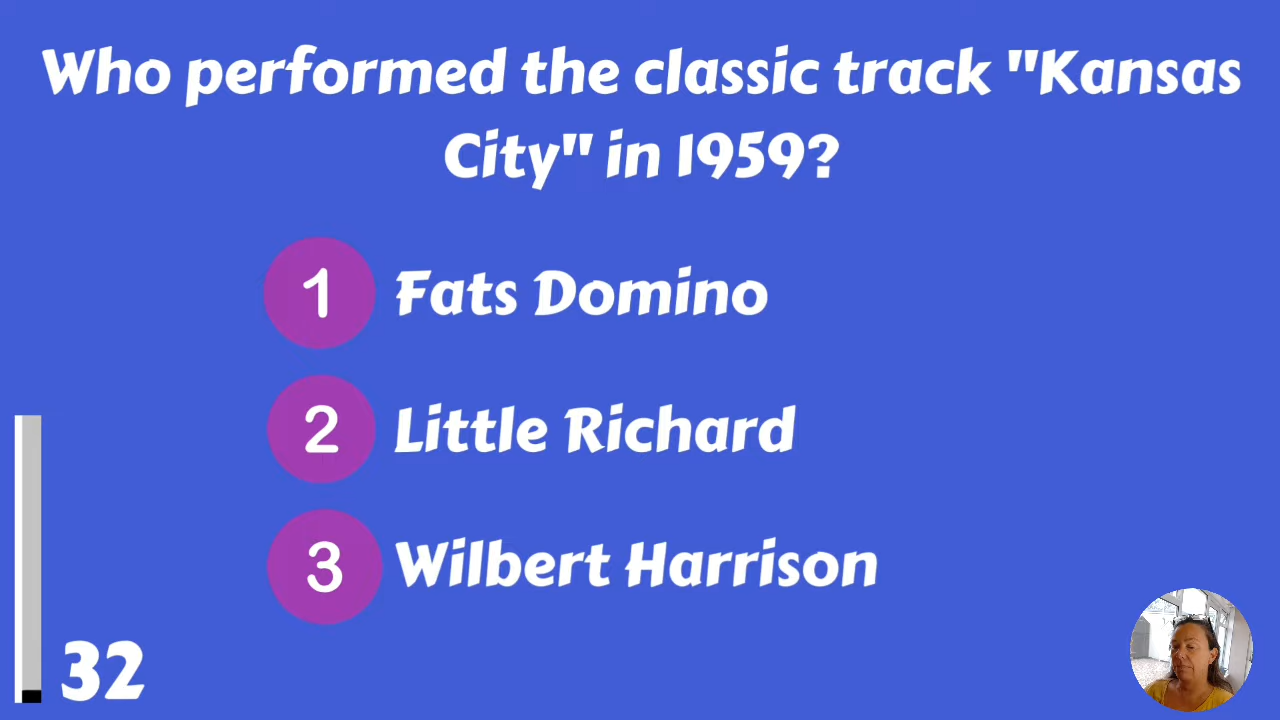 Who performed the classic track "Kansas
City" in 1959?
1 Fats Domino
2 Little Richard
3 Wilbert Harrison
32